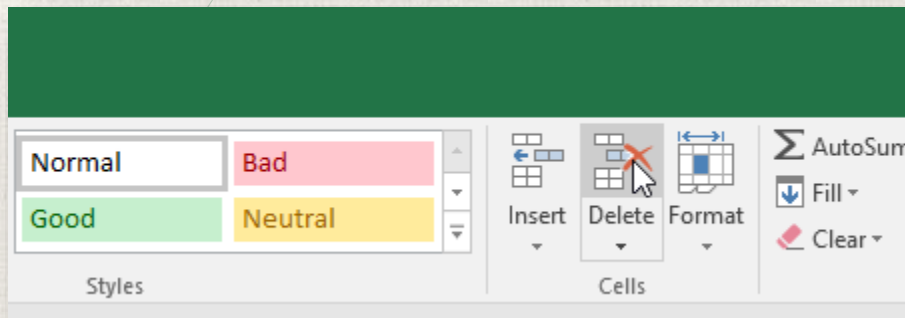 Normal Bad
Good Neutral
Styles
Insert Delete Format
Cells
AutoSum
Fill
Clear